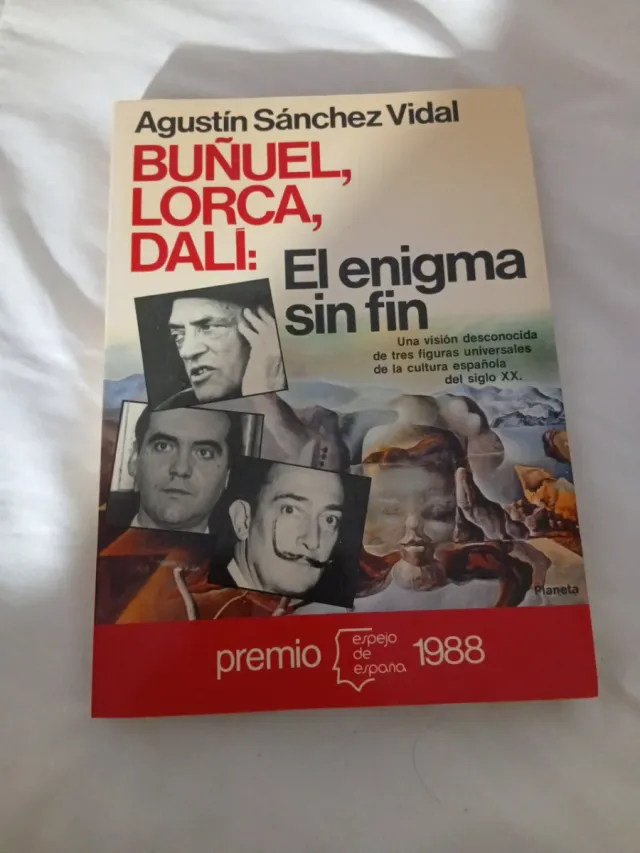 Agustín Sánchez Vidal
BUÑUEL,
LORCA,
DALÍ:
El enigma
sin fin
Una visión desconocida
de tres figuras universales
de la cultura española
del siglo XX.
Planeta
premio espejo de españa 1988